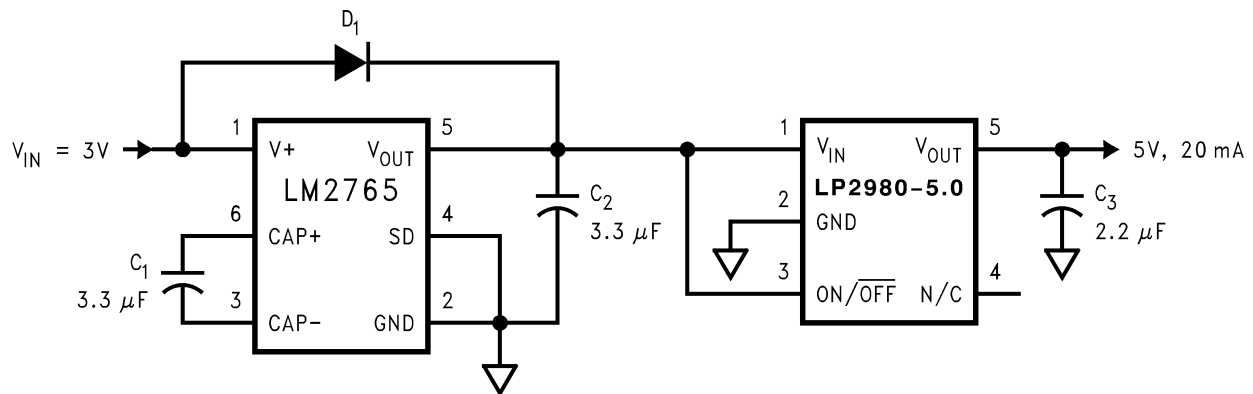 D1
VIN = 3V
1
V+
VOUT
5
LM2765
6
CAP+
SD
4
C1
3.3 μF
3
CAP-
GND
2
C2
3.3 μF
1
VIN
VOUT
5
5V, 20 mA
LP2980-5.0
2
GND
3
ON/OFF
N/C
4
C3
2.2 μF